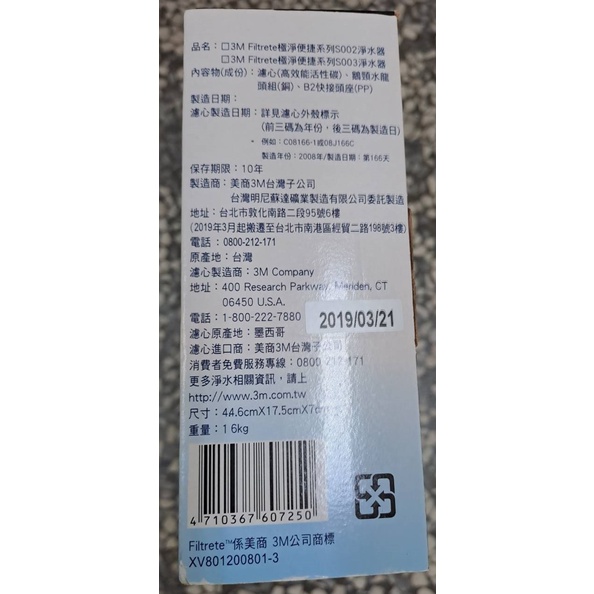 品名：□3M Filtrete極淨便捷系列S002淨水器
□3M Filtrete極淨便捷系列S003淨水器
內容物(成份)：濾心(高效能活性碳)、鵝頸水龍
頭組(銅)、B2快接頭座(PP)
製造日期：
濾心製造日期：詳見濾心外殼標示
(前三碼為年份，後三碼為製造日)
• 例如：C08166-1或08J166C
製造年份：2008年/製造日期：第166天
保存期限：10年
製造商：美商3M台灣子公司
台灣明尼蘇達礦業製造有限公司委託製造
地址：台北市敦化南路二段95號6樓
(2019年3月起搬遷至台北市南港區經貿二路198號3樓)
電話：0800-212-171
原產地：台灣
濾心製造商：3M Company
地址：400 Research Parkway, Meriden, CT
06450 U.S.A.
電話：1-800-222-7880
2019/03/21
濾心原產地：墨西哥
濾心進口商：美商3M台灣子公司
消費者免費服務專線：0800-212-171
更多淨水相關資訊，請上
http://www.3m.com.tw
尺寸：44.6cmX17.5cmX7cm
重量：1.6kg
4 710367 607250
Filtrete™係美商 3M公司商標
XV801200801-3